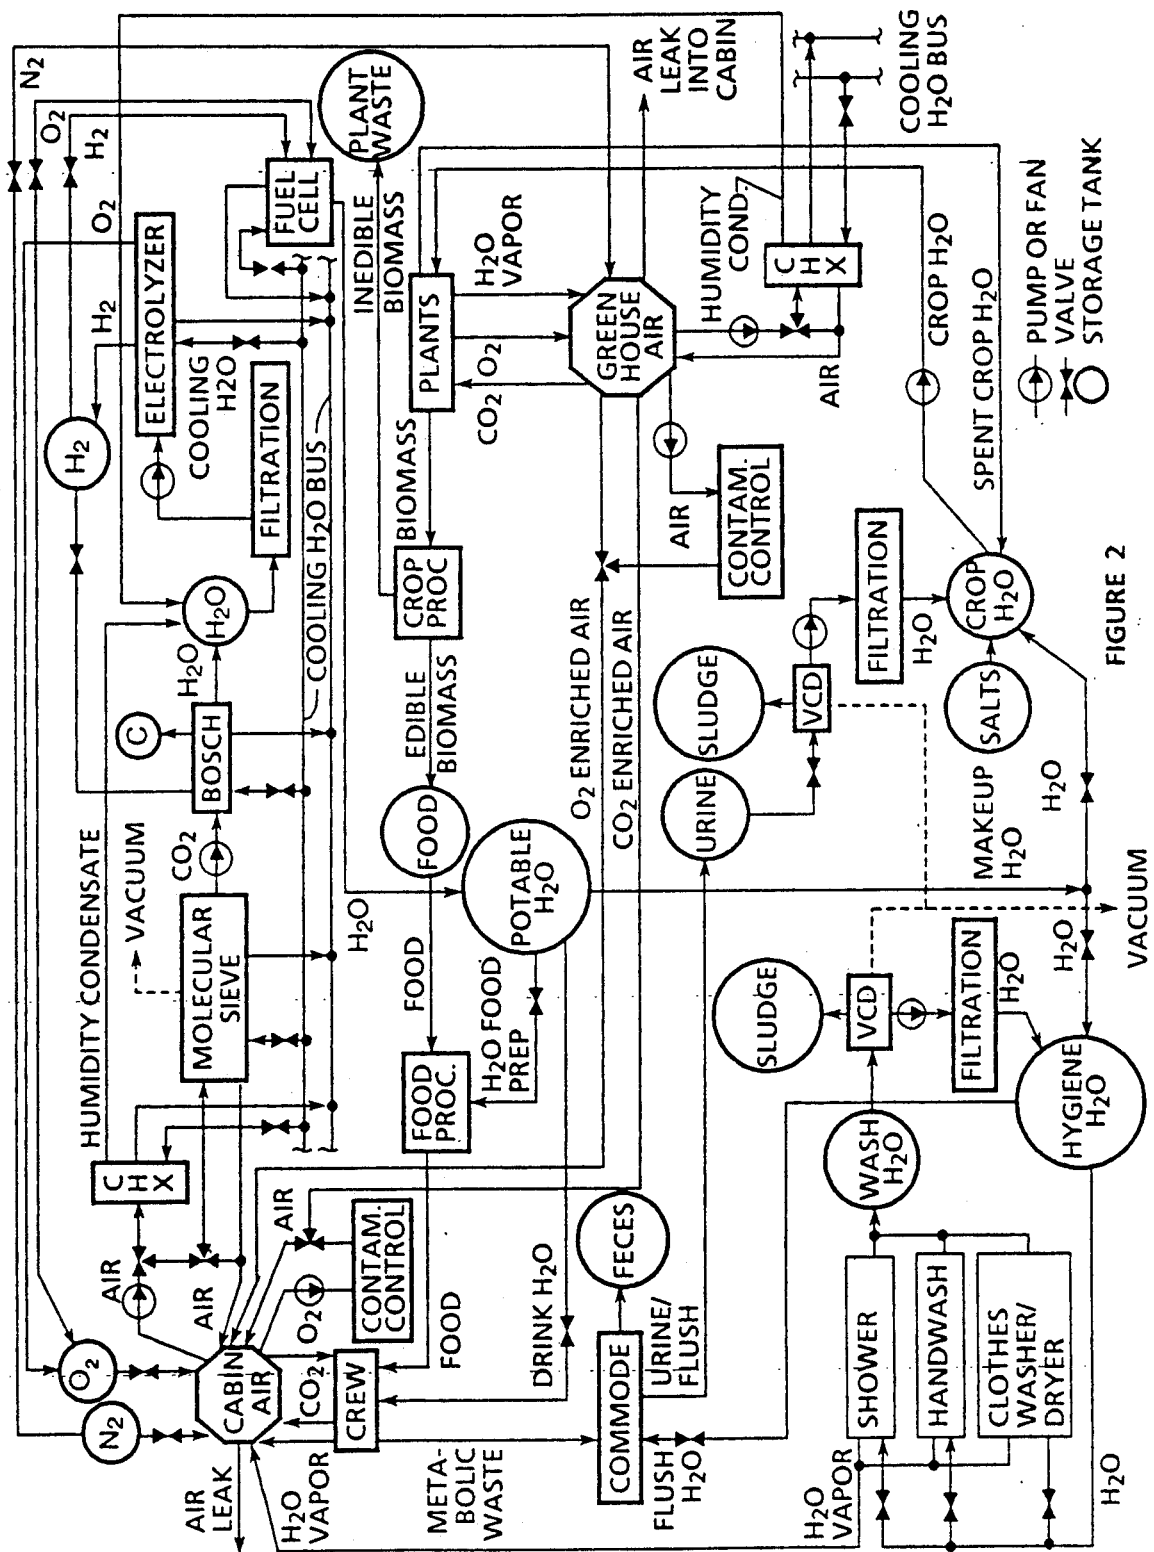 AIR
LEAK
H2O
VAPOR
N2
O2
CABIN
AIR
AIR
AIR
AIR
O2
CO2
CREW
CONTAM.
CONTROL
FOOD
META-
BOLIC
WASTE
C
H
X
HUMIDITY CONDENSATE
MOLECULAR
SIEVE
VACUUM
CO2
BOSCH
C
H2O
H2O
H2
H2
O2
N2
O2
H2
ELECTROLYZER
COOLING
H2O
FILTRATION
COOLING H2O BUS
FUEL
CELL
H2O
FOOD
PROC.
FOOD
FOOD
EDIBLE
BIOMASS
CROP
PROC
BIOMASS
INEDIBLE
BIOMASS
PLANT
WASTE
PLANTS
CO2
O2
H2O
VAPOR
H2O FOOD
PREP
POTABLE
H2O
DRINK H2O
O2 ENRICHED AIR
CO2 ENRICHED AIR
GREEN
HOUSE
AIR
AIR
LEAK
INTO
CABIN
AIR
CONTAM.
CONTROL
HUMIDITY
COND.
C
H
X
AIR
COOLING
H2O BUS
COMMODE
FECES
URINE/
FLUSH
FLUSH
H2O
URINE
SLUDGE
VCD
FILTRATION
H2O
SLUDGE
VCD
FILTRATION
H2O
WASH
H2O
H2O
VAPOR
SHOWER
HANDWASH
CLOTHES
WASHER/
DRYER
H2O
HYGIENE
H2O
H2O
VACUUM
MAKEUP
H2O
H2O
SALTS
CROP
H2O
CROP H2O
SPENT CROP H2O
PUMP OR FAN
VALVE
STORAGE TANK
FIGURE 2